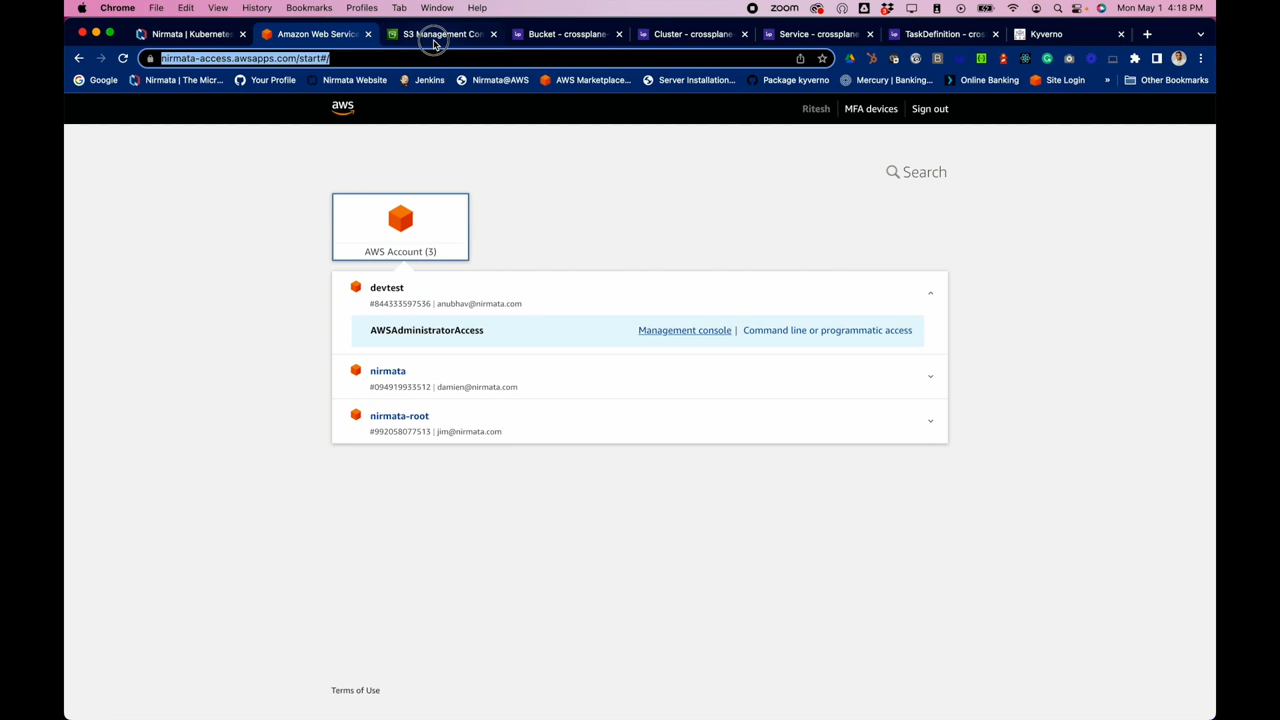 Chrome File Edit View History Bookmarks Profiles Tab Window Help zoom Mon May 1 4:18 PM
Nirmata | Kubernetes Amazon Web Service S3 Management Con Bucket - crossplane- Cluster - crossplane- Service - crossplane TaskDefinition - cros Kyverno
nirmata-access.awsapps.com/start#/
Google Nirmata | The M... Your Profile Nirmata Website Jenkins Nirmata@AWS AWS Marketplace... Server Installation... Package kyverno Mercury | Banking... Online Banking Site Login » Other Bookmarks
aws Ritesh MFA devices Sign out
Search
AWS Account (3)
devtest
#844333597536 | anubhav@nirmata.com
AWSAdministratorAccess Management console | Command line or programmatic access
nirmata
#094919933512 | damien@nirmata.com
nirmata-root
#992058077513 | jim@nirmata.com
Terms of Use